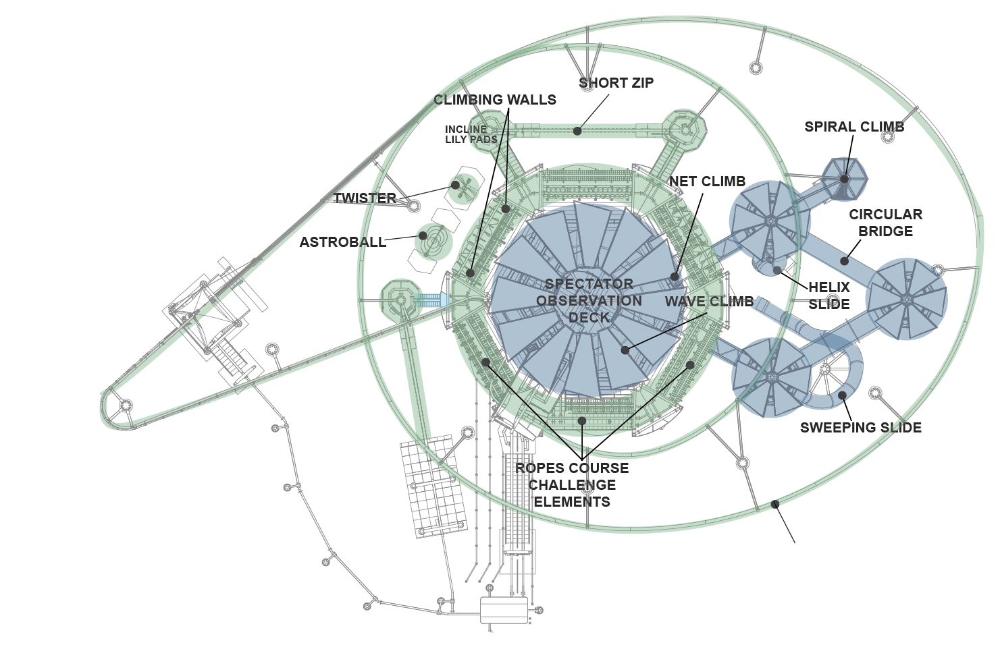 SHORT ZIP
CLIMBING WALLS
INCLINE
LILY PADS
SPIRAL CLIMB
NET CLIMB
TWISTER
CIRCULAR
BRIDGE
ASTROBALL
SPECTATOR
OBSERVATION
DECK
WAVE CLIMB
HELIX
SLIDE
SWEEPING SLIDE
ROPES COURSE
CHALLENGE
ELEMENTS